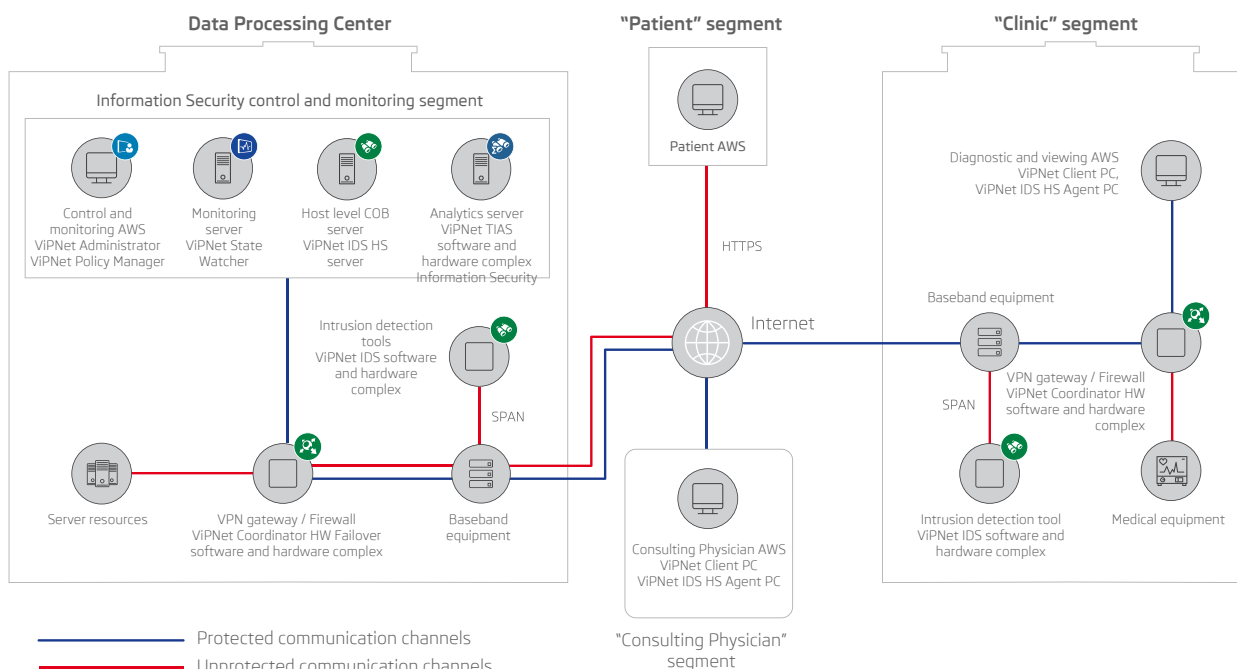 Data Processing Center
"Patient" segment
"Clinic" segment
Information Security control and monitoring segment
Control and
monitoring AWS
ViPNet Administrator
ViPNet Policy Manager
Monitoring
server
ViPNet State
Watcher
Host level COB
server
ViPNet IDS HS
server
Analytics server
ViPNet TIAS
software and
hardware complex
Information Security
Patient AWS
Diagnostic and viewing AWS
ViPNet Client PC,
ViPNet IDS HS Agent PC
HTTPS
Intrusion detection
tools
ViPNet IDS software
and hardware
complex
SPAN
Internet
Baseband equipment
SPAN
VPN gateway / Firewall
ViPNet Coordinator HW
software and hardware
complex
Server resources
VPN gateway / Firewall
ViPNet Coordinator HW Failover
software and hardware complex
Baseband
equipment
Consulting Physician AWS
ViPNet Client PC
ViPNet IDS HS Agent PC
Intrusion detection tool
ViPNet IDS software and
hardware complex
Medical equipment
Protected communication channels
Unprotected communication channels
"Consulting Physician"
segment